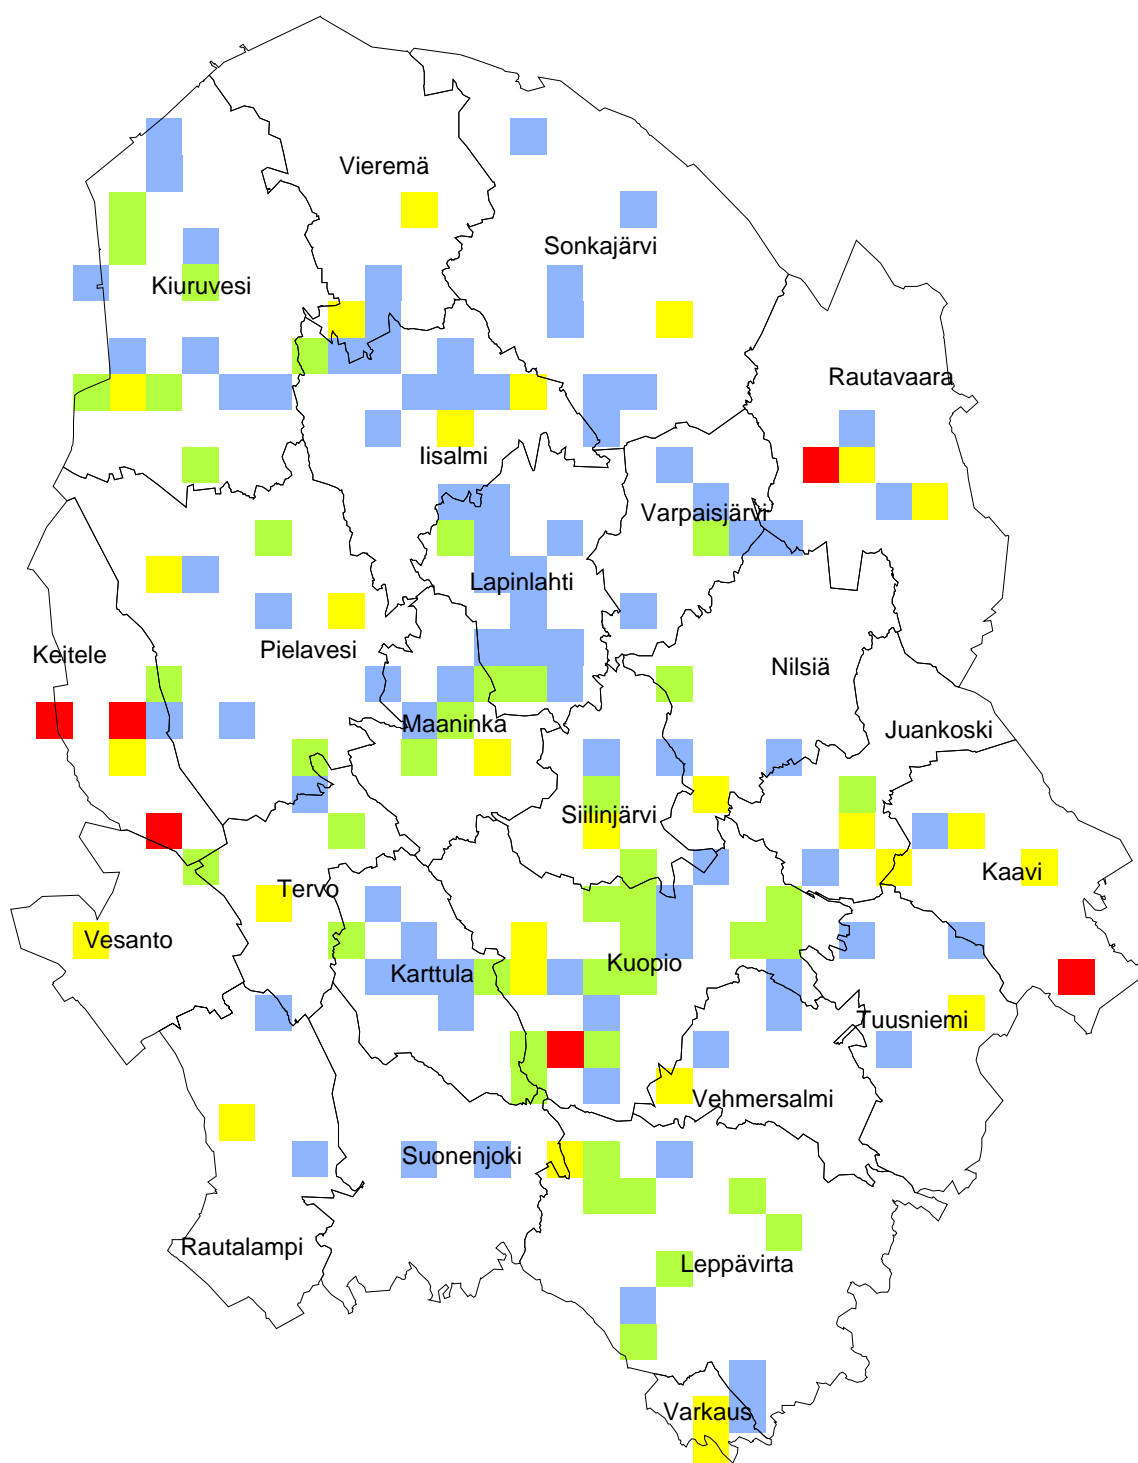 Vieremä
Sonkajärvi
Kiuruvesi
Rautavaara
Iisalmi
Varpaisjärvi
Lapinlahti
Keitele
Pielavesi
Nilsiä
Maaninka
Juankoski
Siilinjärvi
Kaavi
Tervo
Vesanto
Kuopio
Karttula
Tuusniemi
Vehmersalmi
Suonenjoki
Rautalampi
Leppävirta
Varkaus